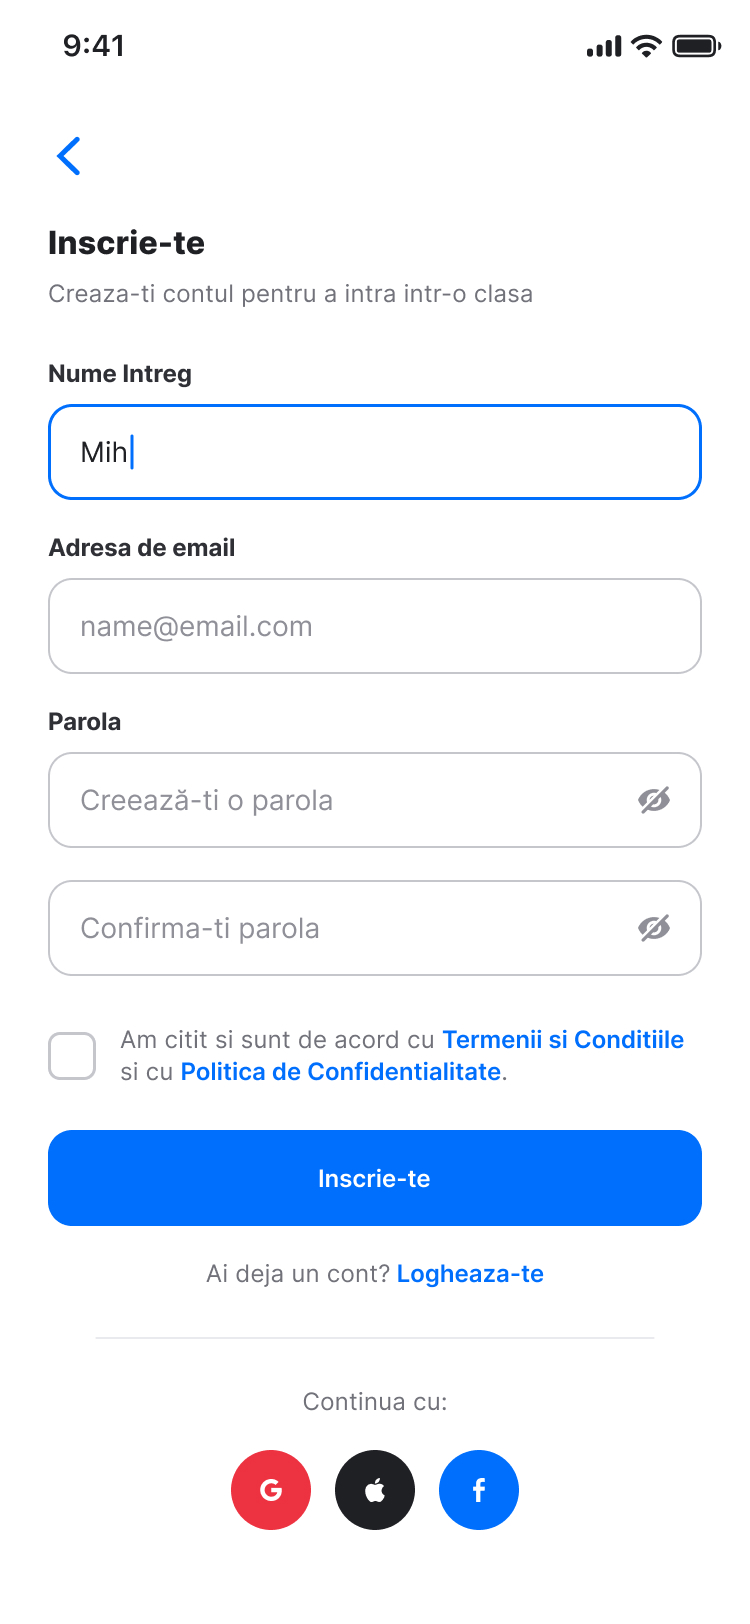 9:41
Inscrie-te
Creaza-ti contul pentru a intra intr-o clasa
Nume Intreg
Mih
Adresa de email
name@email.com
Parola
Creează-ti o parola
Confirma-ti parola
Am citit si sunt de acord cu Termenii si Conditiile
si cu Politica de Confidentialitate.
Inscrie-te
Ai deja un cont? Logheaza-te
Continua cu:
G
f